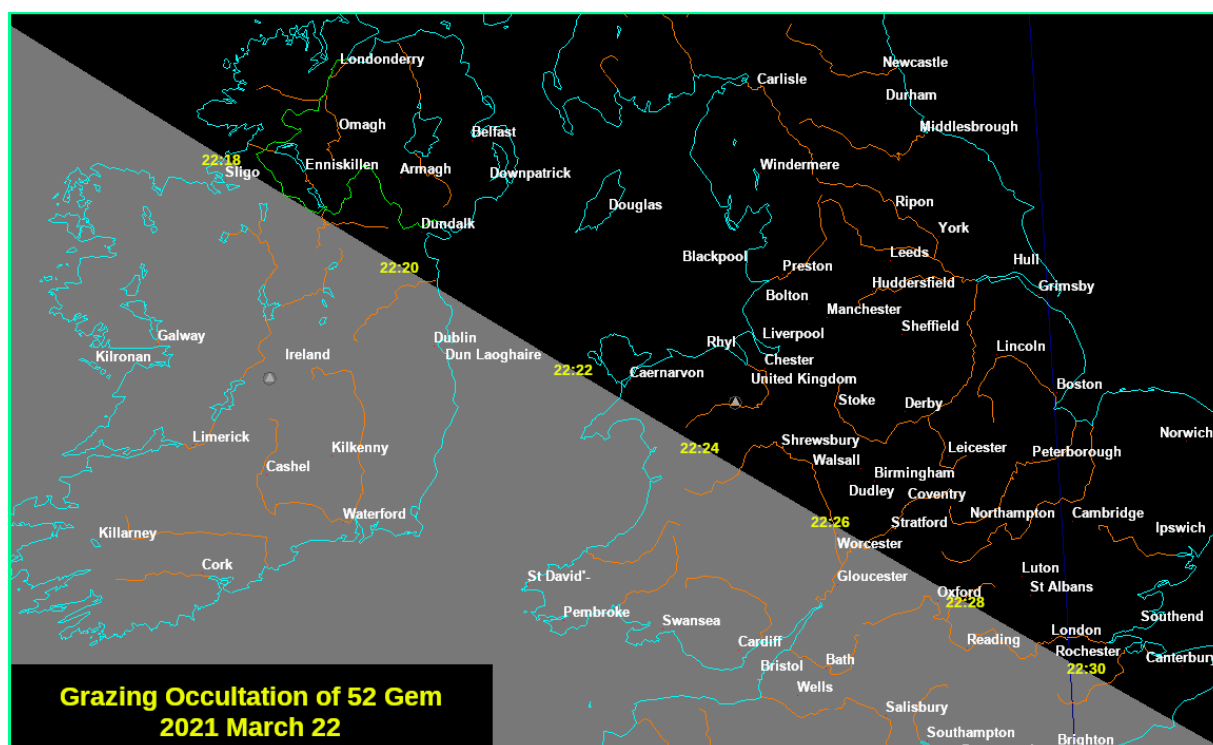 Londonderry
Newcastle
Carlisle
Durham
Omagh
Belfast
Middlesbrough
22:18
Sligo
Enniskillen
Armagh
Downpatrick
Windermere
Douglas
Ripon
Dundalk
York
Blackpool
Leeds
Hull
22:20
Preston
Huddersfield
Grimsby
Bolton
Manchester
Galway
Dublin
Rhyl
Liverpool
Sheffield
Kilronan
Ireland
Dun Laoghaire
Chester
Lincoln
22:22
Caernarvon
United Kingdom
Boston
Stoke
Derby
Limerick
Kilkenny
22:24
Shrewsbury
Leicester
Norwich
Cashel
Walsall
Peterborough
Birmingham
Dudley
Coventry
Waterford
Killarney
22:26
Stratford
Northampton
Cambridge
Ipswich
Worcester
Cork
St David"-
Gloucester
Luton
St Albans
Oxford
22:28
Pembroke
Swansea
Southend
Cardiff
Reading
London
Rochester
Canterbury
Bristol
Bath
22:30
Wells
Grazing Occultation of 52 Gem
2021 March 22
Salisbury
Southampton
Brighton